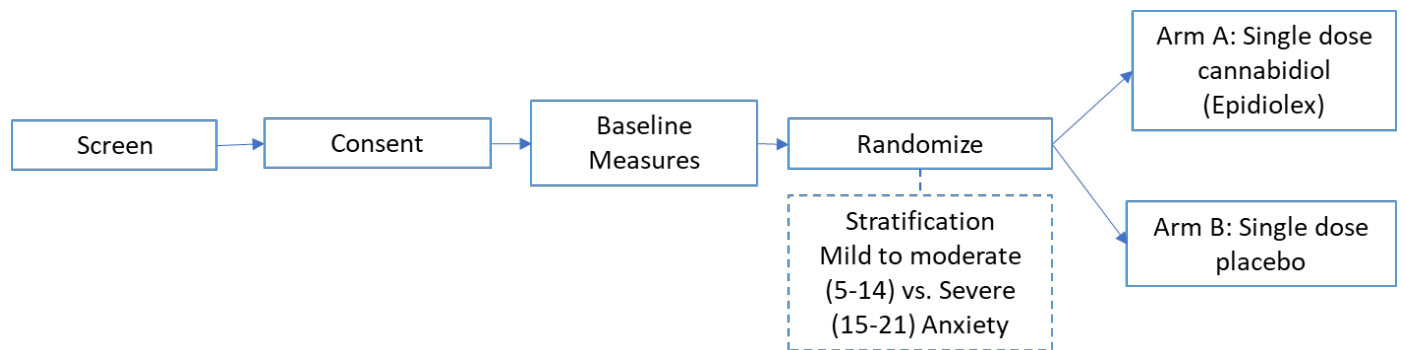 Screen
Consent
Baseline
Measures
Randomize
Stratification
Mild to moderate
(5-14) vs. Severe
(15-21) Anxiety
Arm A: Single dose
cannabidiol
(Epidiolex)
Arm B: Single dose
placebo